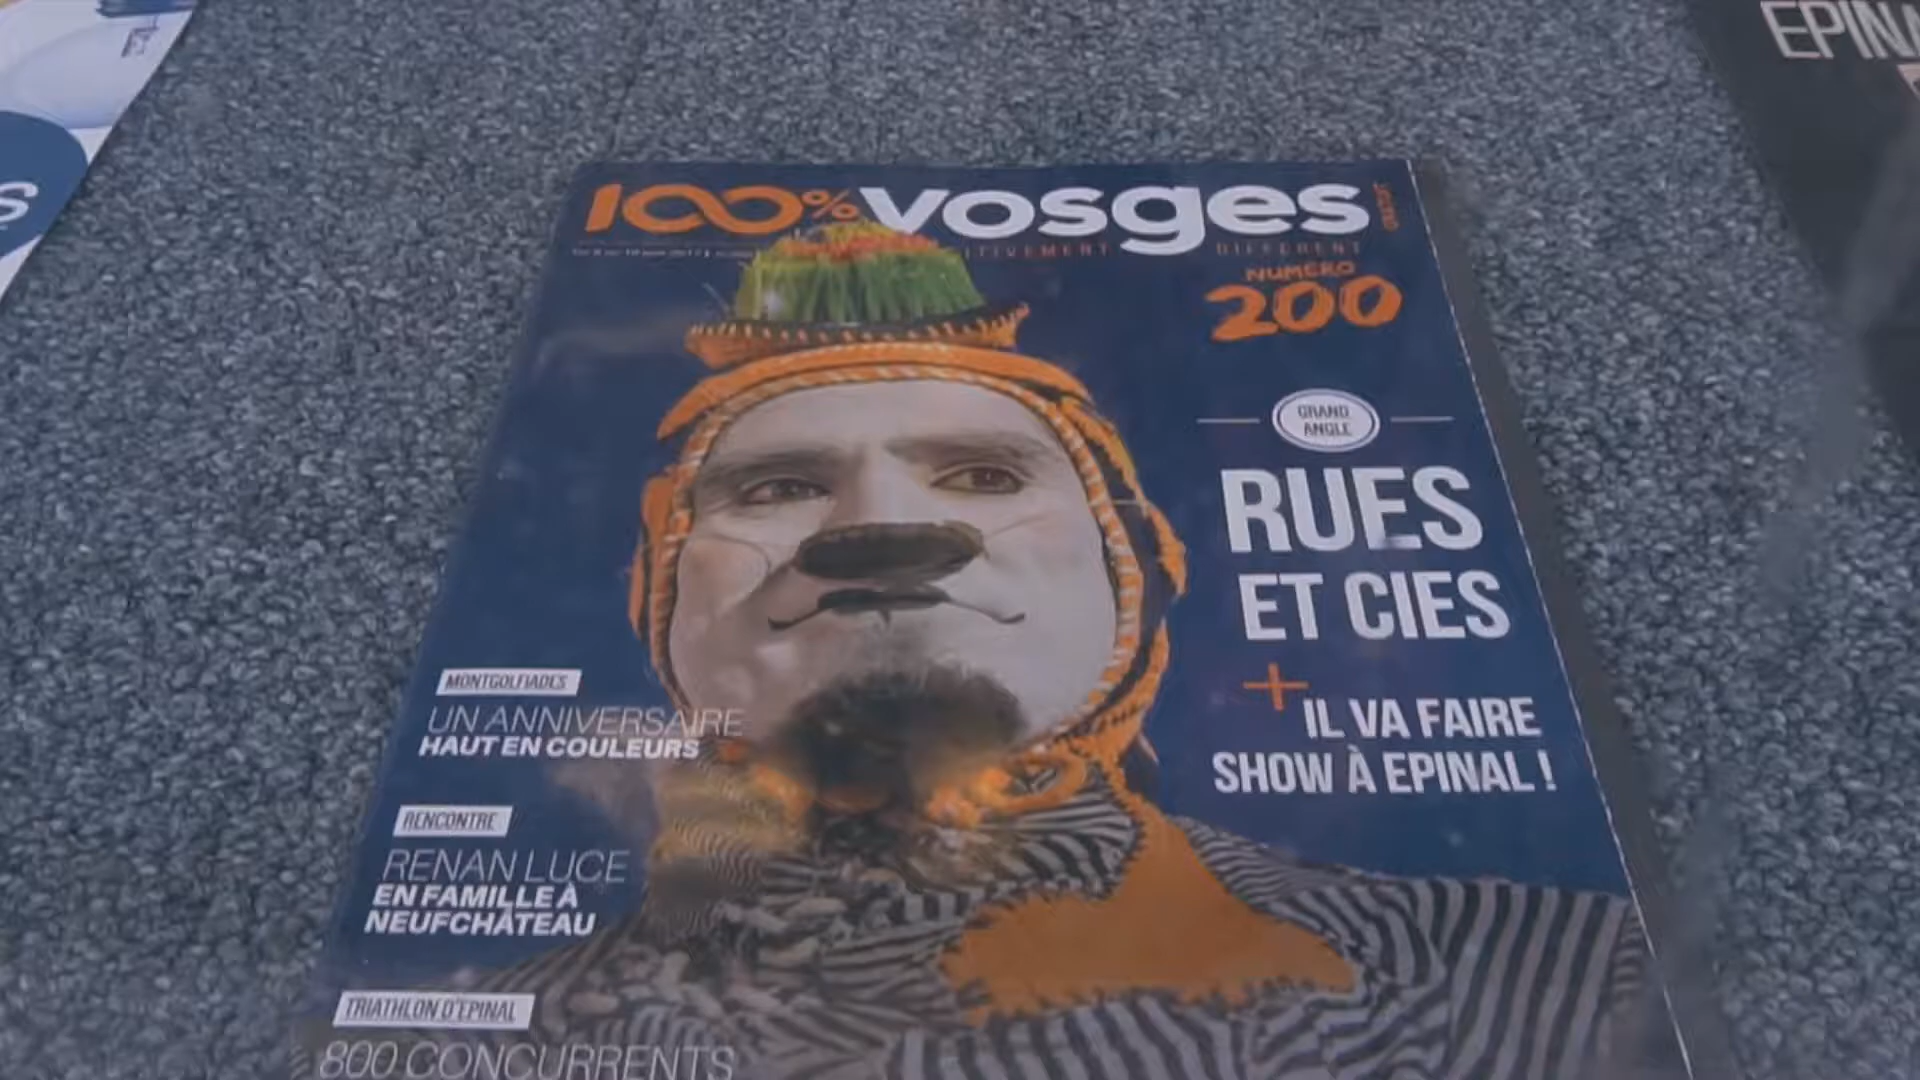 EPINA
S
100% vosges
DIFFERENT
NUMERO
200
GRAND
ANGLE
RUES
ET CIES
+
IL VA FAIRE
SHOW À EPINAL !
MONTGOLFIADES
UN ANNIVERSAIRE
HAUT EN COULEURS
RENCONTRE
RENAN LUCE
EN FAMILLE À
NEUFCHÂTEAU
TRIATHLON D'EPINAL
800 CONCURRENTS